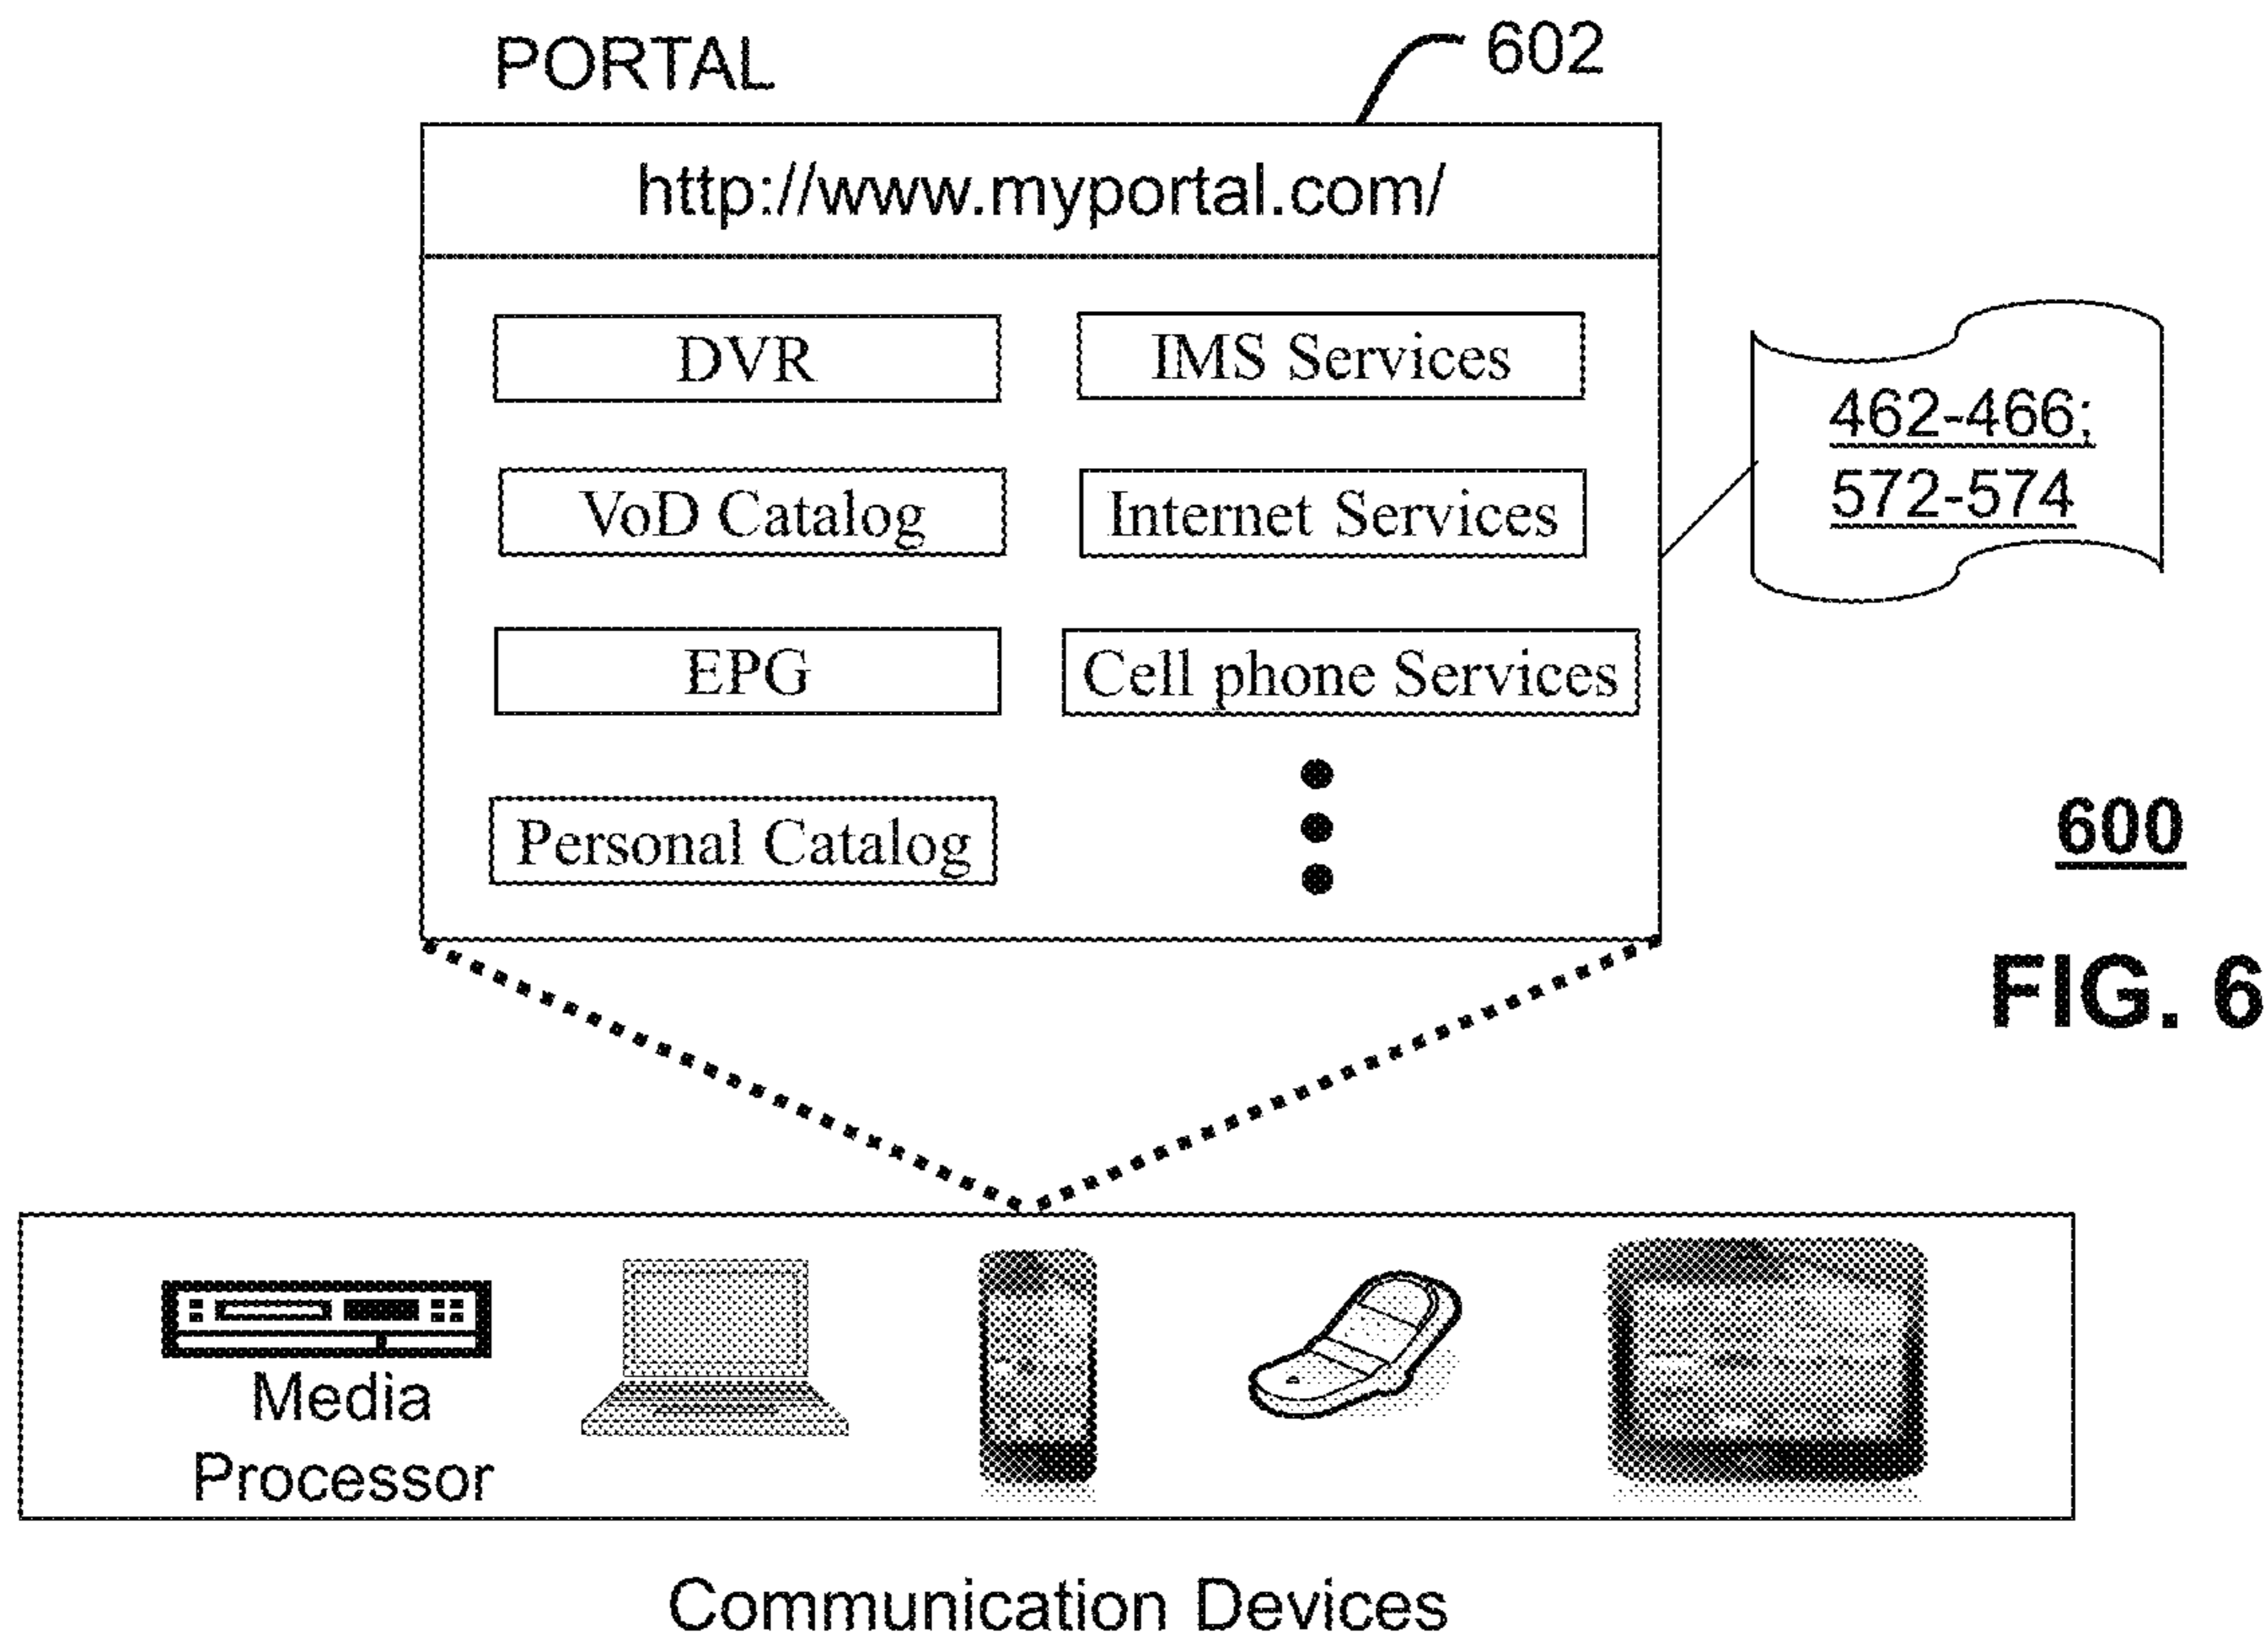 PORTAL
602
http://www.myportal.com/
DVR
IMS Services
VoD Catalog
Internet Services
EPG
Cell phone Services
Personal Catalog
462-466;
572-574
600
FIG. 6
Media
Processor
Communication Devices